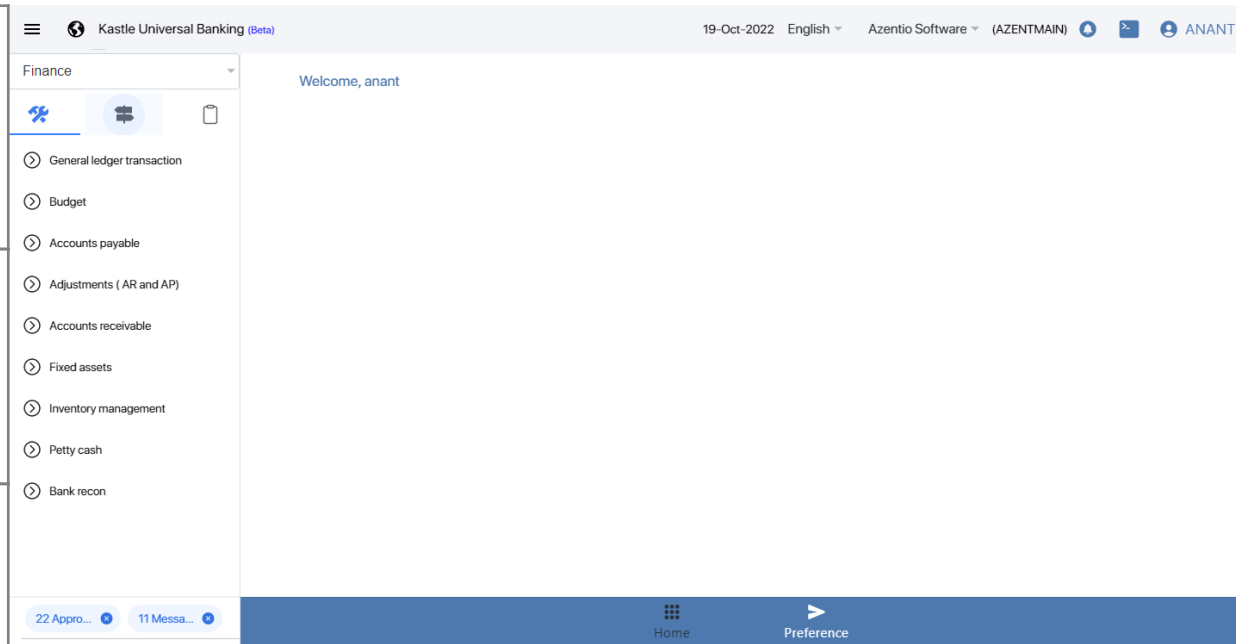 Kastle Universal Banking (Beta)
19-Oct-2022 English Azentio Software (AZENTMAIN) ANANT
Finance
Welcome, anant
General ledger transaction
Budget
Accounts payable
Adjustments ( AR and AP)
Accounts receivable
Fixed assets
Inventory management
Petty cash
Bank recon
22 Appro... 11 Messa...
Home
Preference